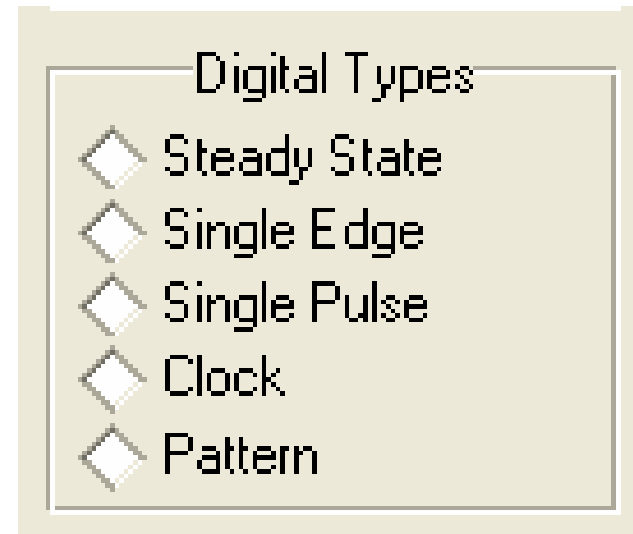 Digital Types
Steady State
Single Edge
Single Pulse
Clock
Pattern